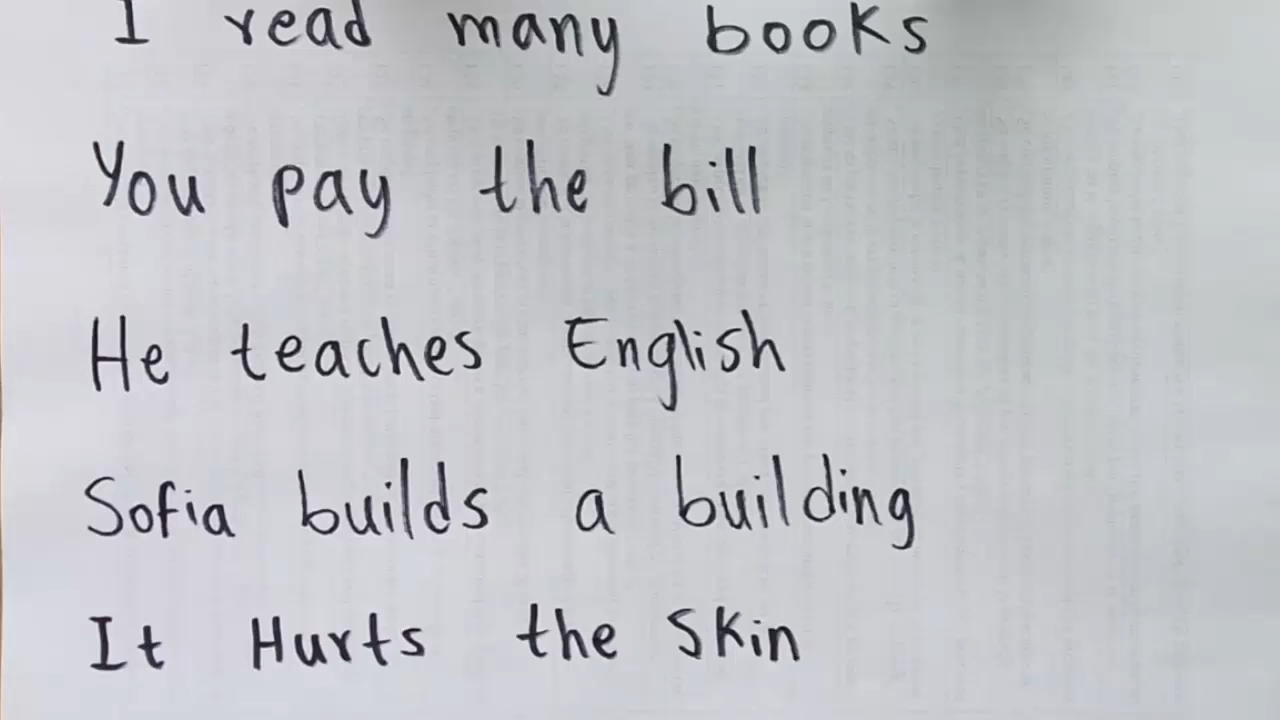 I read many books
You pay the bill
He teaches English
Sofia builds a building
It Hurts the Skin